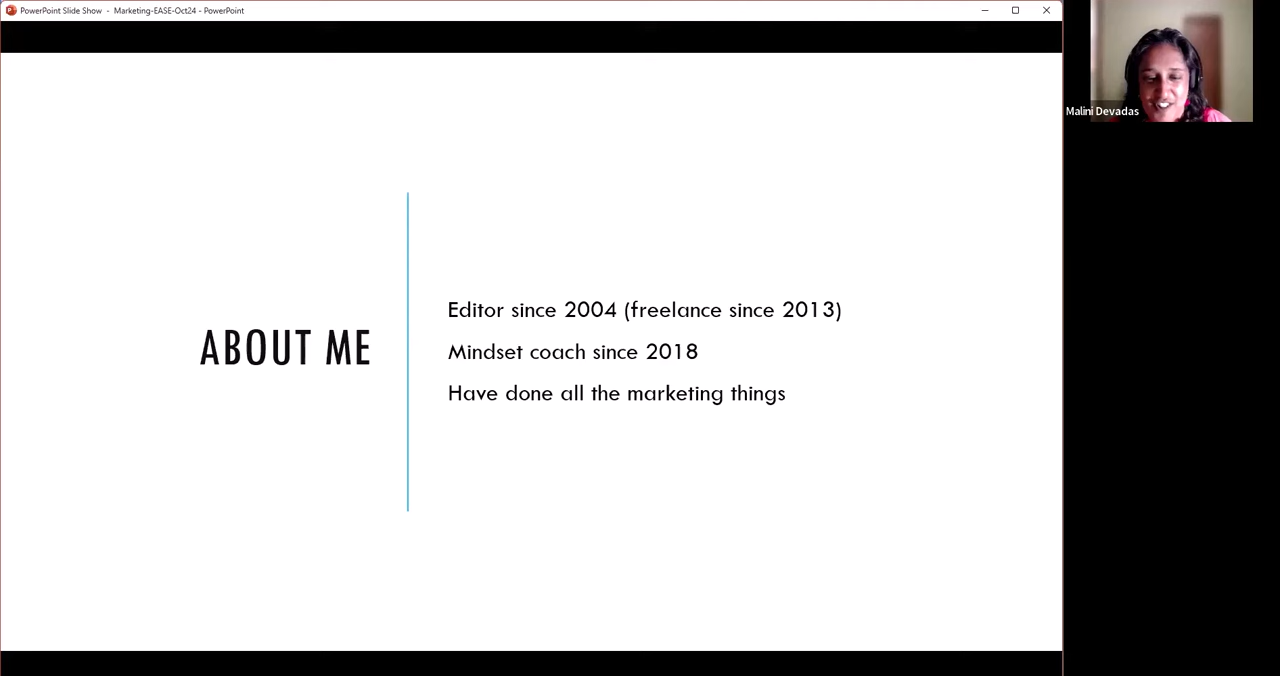 PowerPoint Slide Show - Marketing-EASE-Oct24 - PowerPoint
Malini Devadas
ABOUT ME
Editor since 2004 (freelance since 2013)
Mindset coach since 2018
Have done all the marketing things